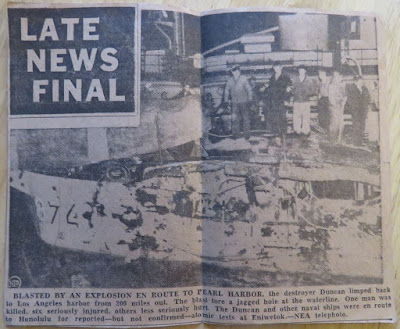 LATE
NEWS
FINAL
76
BLASTED BY AN EXPLOSION EN ROUTE TO PEARL HARBOR, the destroyer Duncan limped back
to Los Angeles harbor from 200 miles out. The blast tore a jagged hole at the waterline. One man was
killed, six seriously injured, others less seriously hurt. The Duncan and other naval ships were en route
to Hunolulu for reported—but not confirmed—atomic tests at Eniwetok.—NEA telephoto.